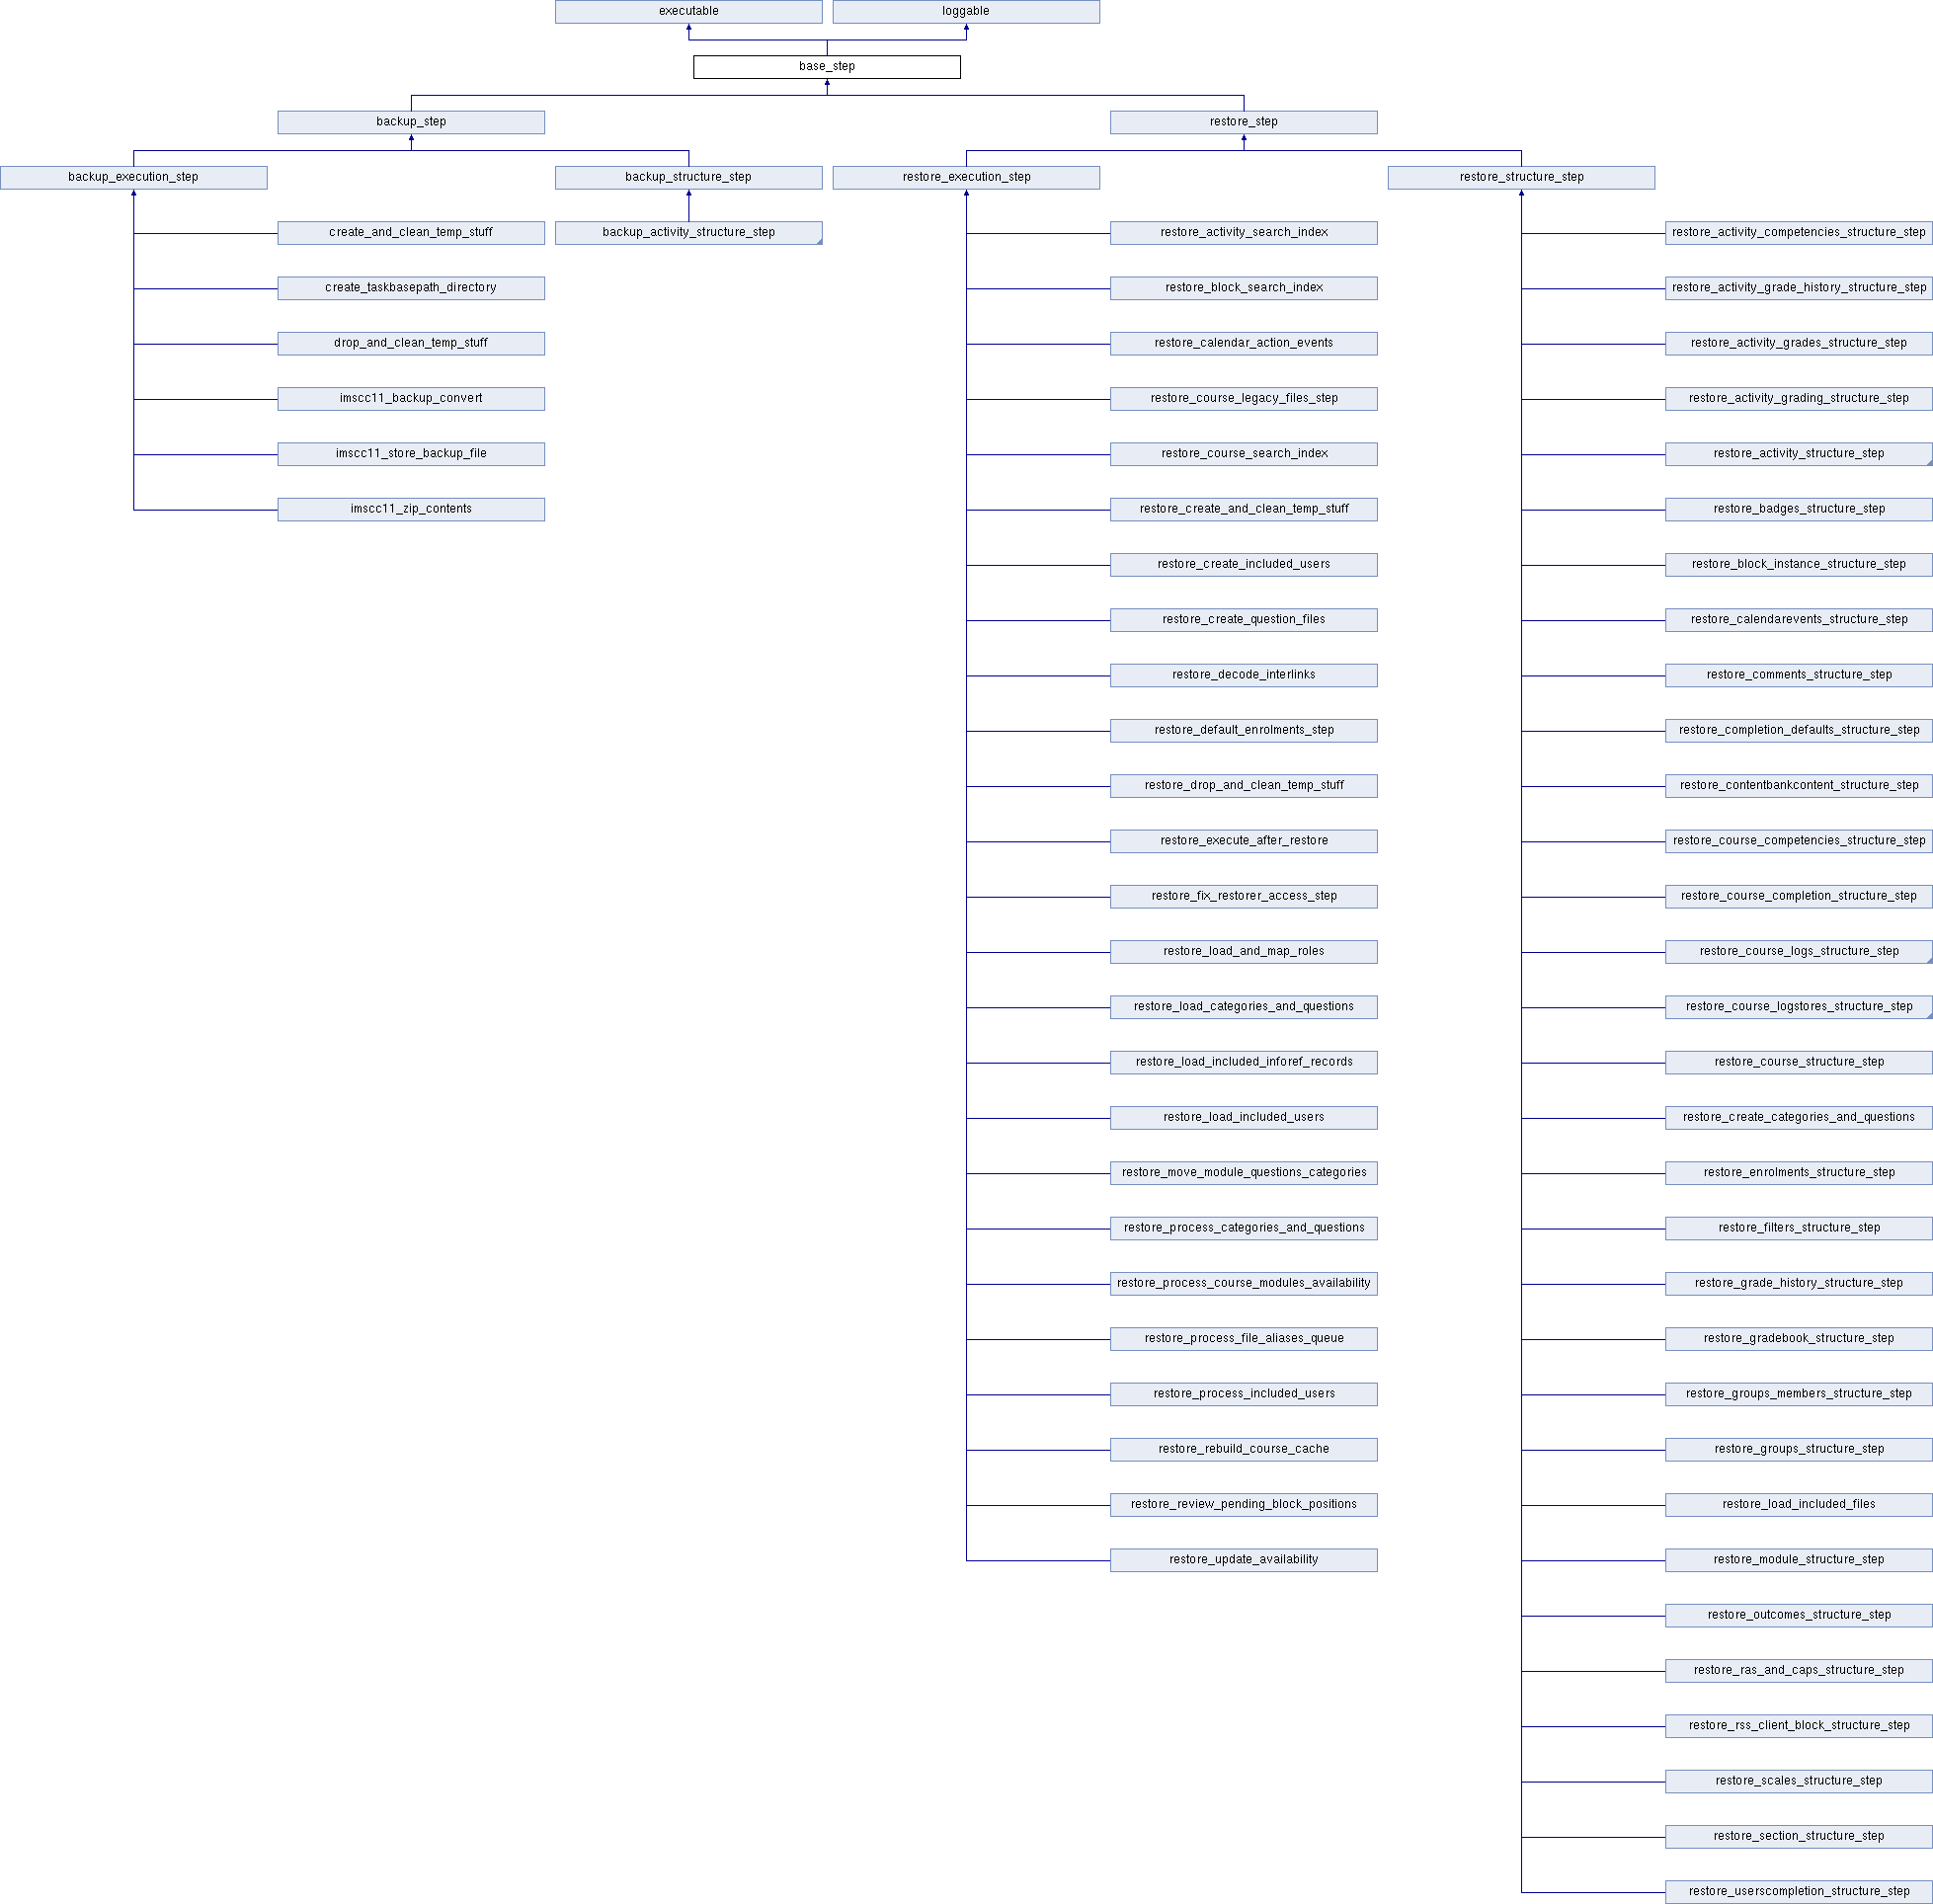 executable
loggable
base_step
backup_step
restore_step
backup_execution_step
backup_structure_step
restore_execution_step
restore_structure_step
create_and_clean_temp_stuff
backup_activity_structure_step
restore_activity_search_index
restore_activity_competencies_structure_step
create_taskbasepath_directory
restore_block_search_index
restore_activity_grade_history_structure_step
drop_and_clean_temp_stuff
restore_calendar_action_events
restore_activity_grades_structure_step
imscc11_backup_convert
restore_course_legacy_files_step
restore_activity_grading_structure_step
imscc11_store_backup_file
restore_course_search_index
restore_activity_structure_step
imscc11_zip_contents
restore_create_and_clean_temp_stuff
restore_badges_structure_step
restore_create_included_users
restore_block_instance_structure_step
restore_create_question_files
restore_calendarevents_structure_step
restore_decode_interlinks
restore_comments_structure_step
restore_default_enrolments_step
restore_completion_defaults_structure_step
restore_drop_and_clean_temp_stuff
restore_contentbankcontent_structure_step
restore_execute_after_restore
restore_course_competencies_structure_step
restore_fix_restorer_access_step
restore_course_completion_structure_step
restore_load_and_map_roles
restore_course_logs_structure_step
restore_load_categories_and_questions
restore_course_logstores_structure_step
restore_load_included_inforef_records
restore_course_structure_step
restore_load_included_users
restore_create_categories_and_questions
restore_move_module_questions_categories
restore_enrolments_structure_step
restore_process_categories_and_questions
restore_filters_structure_step
restore_process_course_modules_availability
restore_grade_history_structure_step
restore_process_file_aliases_queue
restore_gradebook_structure_step
restore_process_included_users
restore_groups_members_structure_step
restore_rebuild_course_cache
restore_groups_structure_step
restore_review_pending_block_positions
restore_load_included_files
restore_update_availability
restore_module_structure_step
restore_outcomes_structure_step
restore_ras_and_caps_structure_step
restore_rss_client_block_structure_step
restore_scales_structure_step
restore_section_structure_step
restore_userscompletion_structure_step